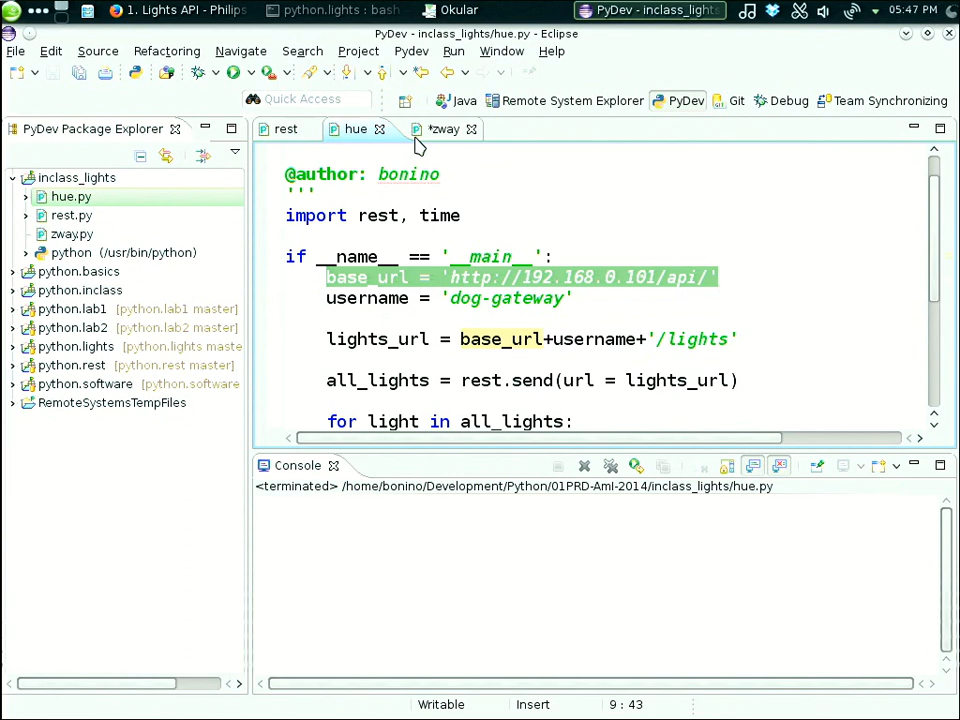 1. Lights API - Philips
python.lights : bash
Okular
PyDev - inclass_lights
05:47 PM
PyDev - inclass_lights/hue.py - Eclipse
File Edit Source Refactoring Navigate Search Project Pydev Run Window Help
Quick Access
Java Remote System Explorer PyDev Git Debug Team Synchronizing
PyDev Package Explorer
inclass_lights
hue.py
rest.py
zway.py
python (/usr/bin/python)
python.basics
python.inclass
python.lab1 [python.lab1 master]
python.lab2 [python.lab2 master]
python.lights [python.lights maste
python.rest [python.rest master]
python.software [python.software
RemoteSystemsTempFiles
rest hue *zway
@author: bonino
'''
import rest, time
if __name__ == '__main__':
base_url = 'http://192.168.0.101/api/'
username = 'dog-gateway'
lights_url = base_url+username+'/lights'
all_lights = rest.send(url = lights_url)
for light in all_lights:
Console
<terminated> /home/bonino/Development/Python/01PRD-AmI-2014/inclass_lights/hue.py
Writable Insert 9 : 43